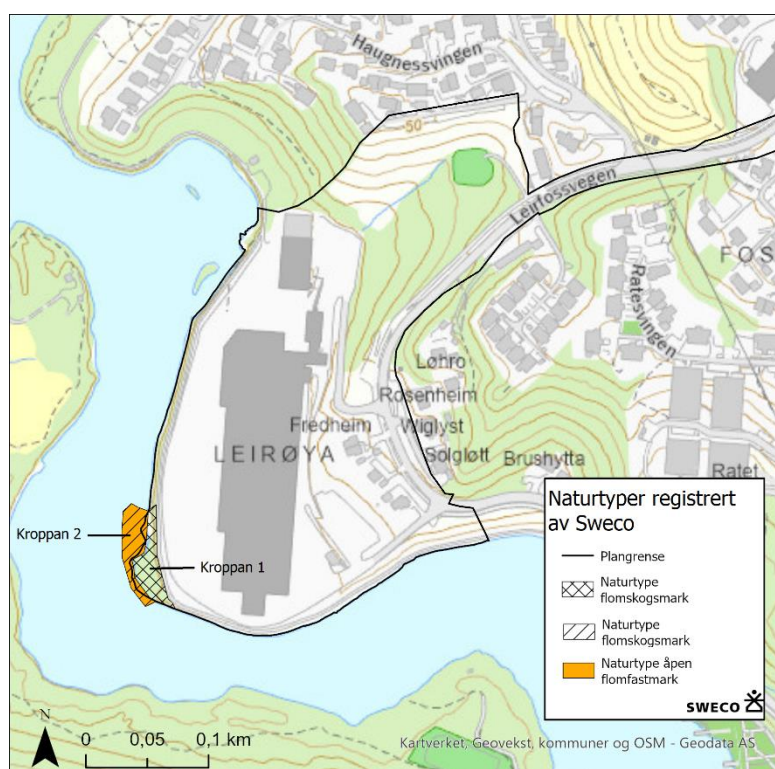 Haugnessvingen
50
Leirfossvegen
FOS
Ratesvingen
Løhro
Rosenheim
Fredheim
Wiglyst
LEIRØYA
Solgløtt
Brushytta
Ratet
Kroppan 2
Kroppan 1
Naturtyper registrert
av Sweco
Plangrense
Naturtype
flomskogsmark
Naturtype
flomskogsmark
Naturtype åpen
flomfastmark
SWECO
N
0 0,05 0,1 km
Kartverket, Geovekst, kommuner og OSM - Geodata AS